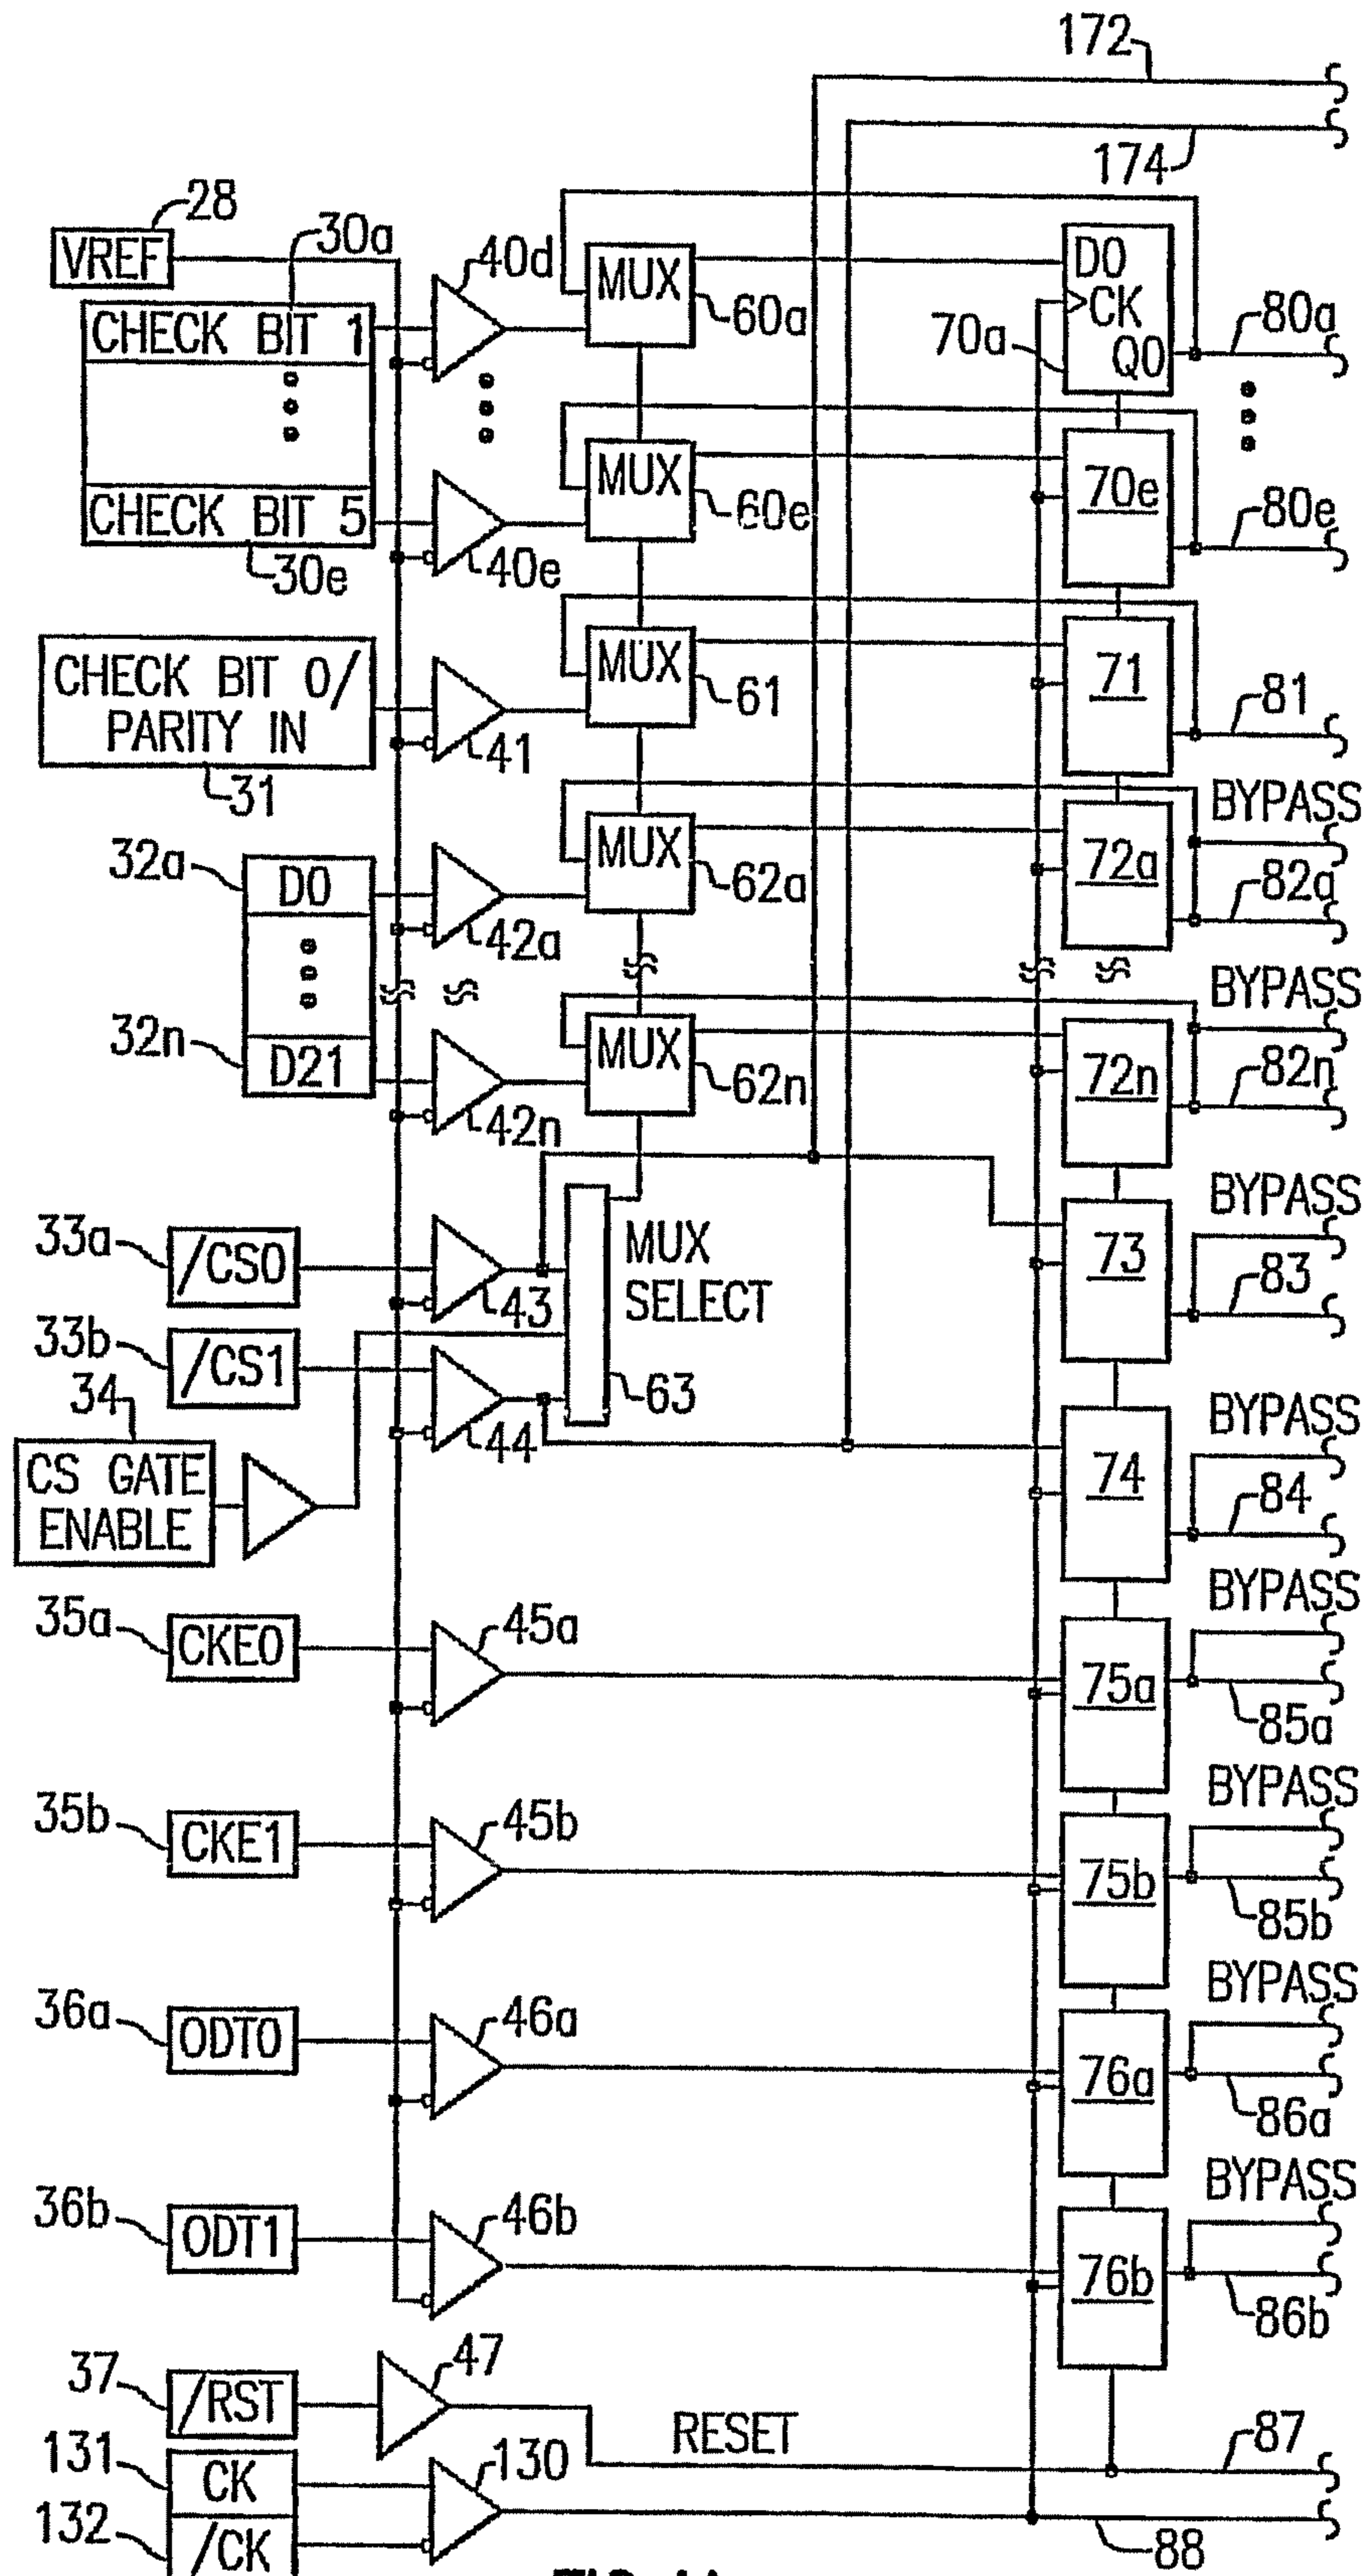 172
174
28
VREF
30a
40d
MUX
60a
D0
CK
Q0
70a
80a
CHECK BIT 1
CHECK BIT 5
30e
40e
MUX
60e
70e
80e
CHECK BIT 0/
PARITY IN
31
41
MUX
61
71
81
BYPASS
32a
D0
42a
MUX
62a
72a
82a
BYPASS
32n
D21
42n
MUX
62n
72n
82n
BYPASS
33a
/CS0
43
MUX
SELECT
73
83
33b
/CS1
44
63
BYPASS
34
CS GATE
ENABLE
74
84
BYPASS
35a
CKE0
45a
75a
85a
BYPASS
35b
CKE1
45b
75b
85b
BYPASS
36a
ODT0
46a
76a
86a
BYPASS
36b
ODT1
46b
76b
86b
37
/RST
47
RESET
87
131
CK
130
132
/CK
88